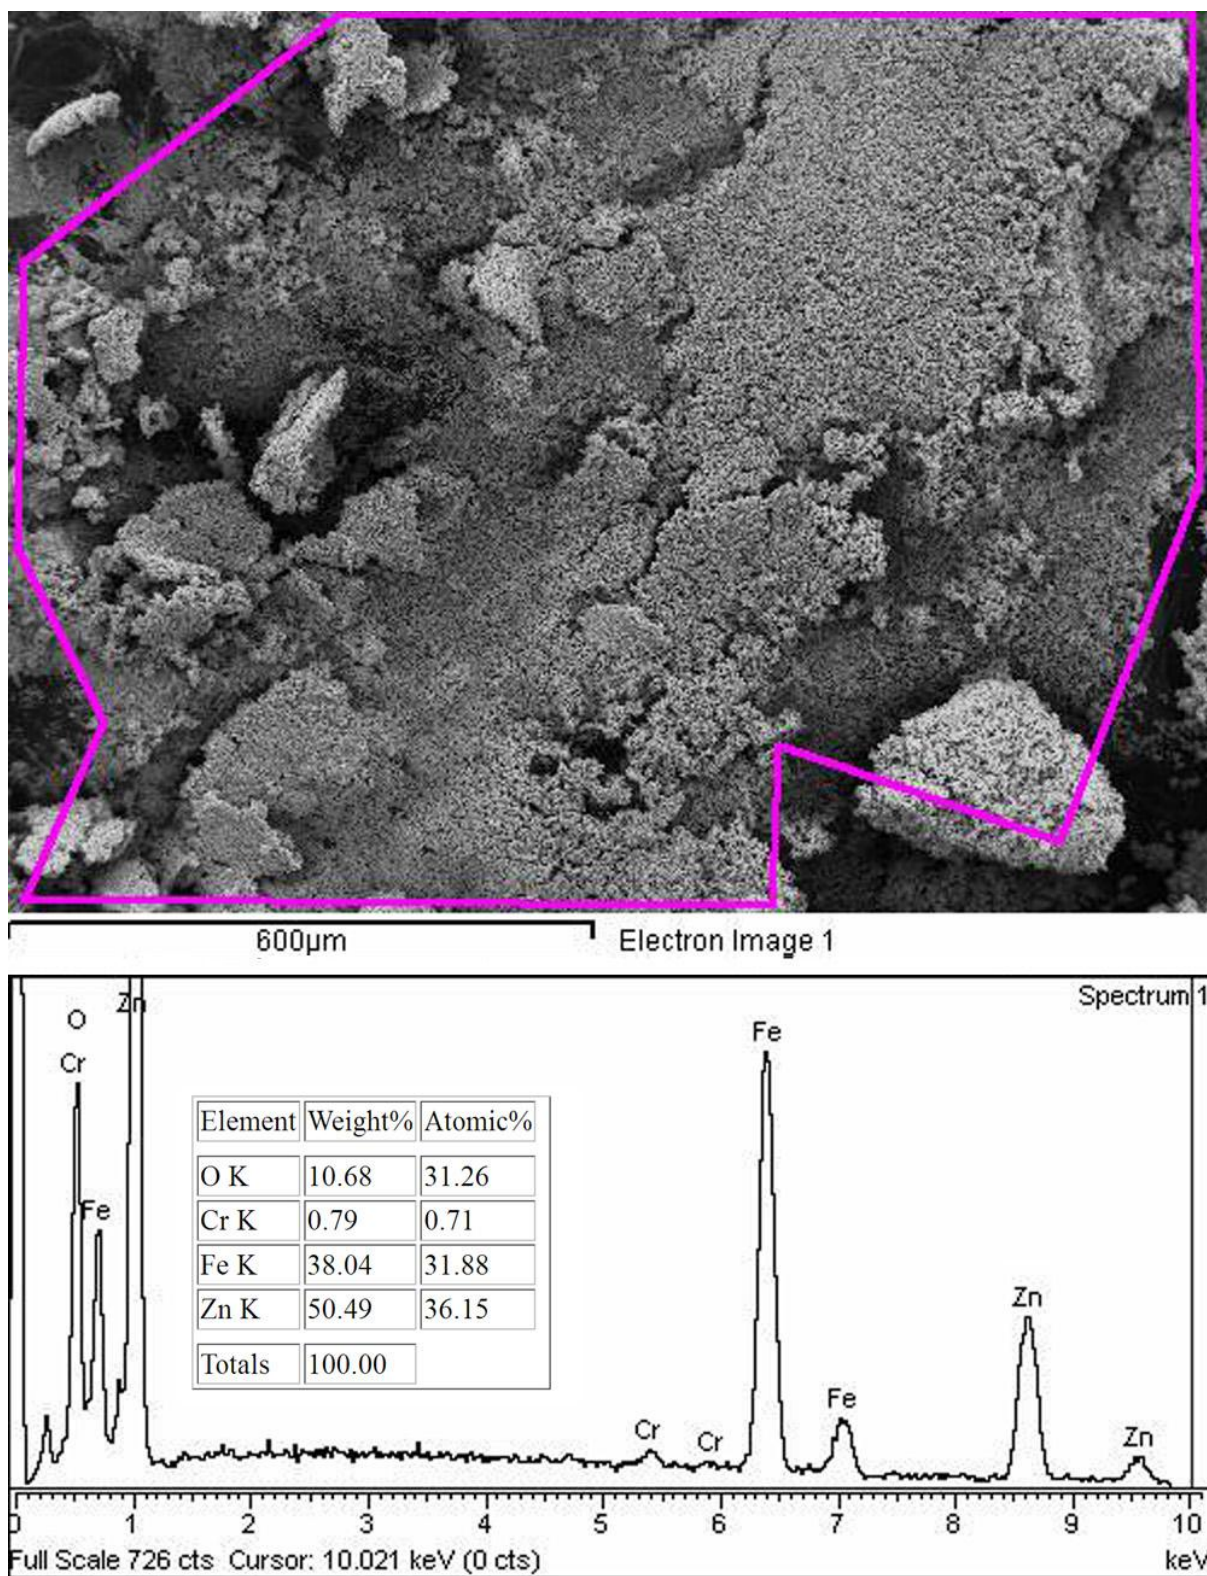 600µm Electron Image 1
Spectrum 1
Zn
O
Cr
Fe
Fe
Element Weight% Atomic%
O K 10.68 31.26
Cr K 0.79 0.71
Fe K 38.04 31.88
Zn K 50.49 36.15
Totals 100.00
Zn
Fe
Cr
Cr
Zn
0 1 2 3 4 5 6 7 8 9 10
Full Scale 726 cts Cursor: 10.021 keV (0 cts) keV